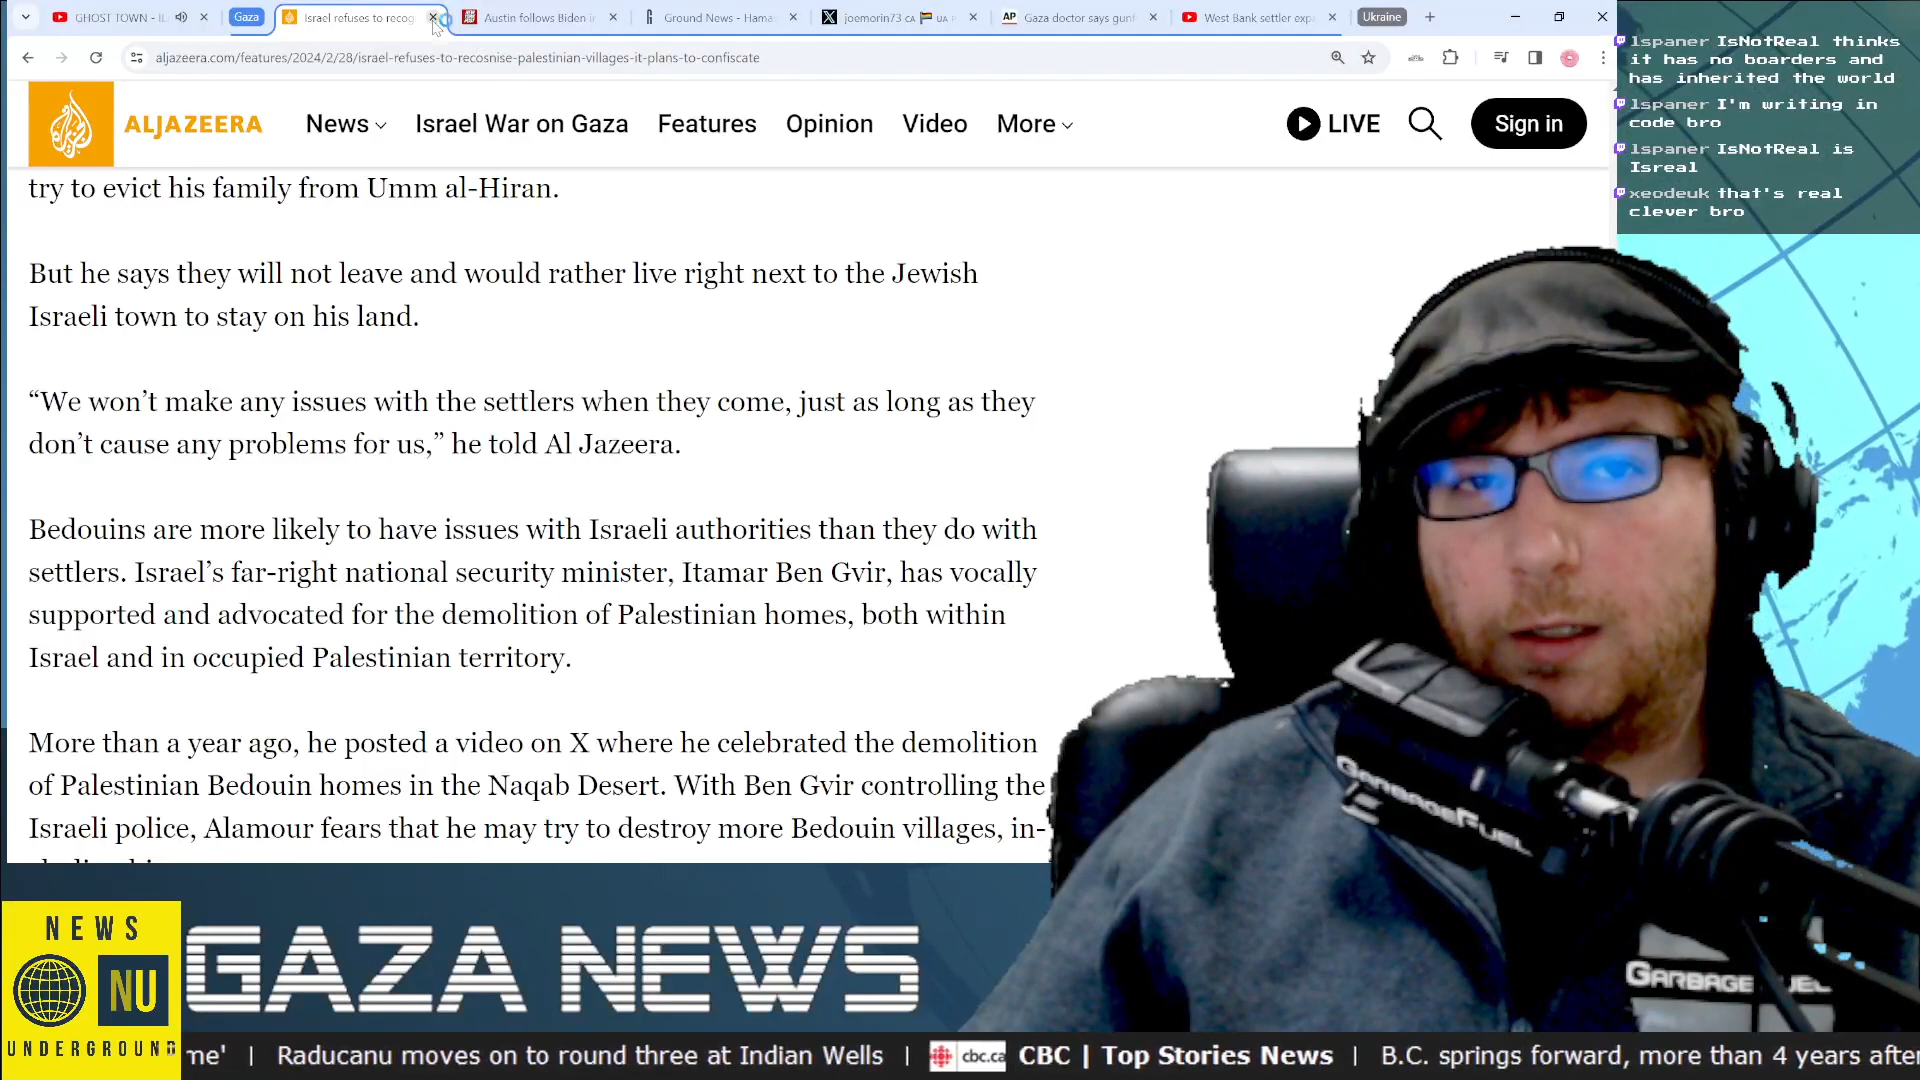 GHOST TOWN - IL
Gaza
Israel refuses to recog
Austin follows Biden in
Ground News - Hamas
joemorin73 CA UA
Gaza doctor says gunf
West Bank settler expa
Ukraine
aljazeera.com/features/2024/2/28/israel-refuses-to-recosnise-palestinian-villages-it-plans-to-confiscate
ALJAZEERA
News
Israel War on Gaza
Features
Opinion
Video
More
LIVE
Sign in
try to evict his family from Umm al-Hiran.
But he says they will not leave and would rather live right next to the Jewish
Israeli town to stay on his land.
“We won’t make any issues with the settlers when they come, just as long as they
don’t cause any problems for us,” he told Al Jazeera.
Bedouins are more likely to have issues with Israeli authorities than they do with
settlers. Israel’s far-right national security minister, Itamar Ben Gvir, has vocally
supported and advocated for the demolition of Palestinian homes, both within
Israel and in occupied Palestinian territory.
More than a year ago, he posted a video on X where he celebrated the demolition
of Palestinian Bedouin homes in the Naqab Desert. With Ben Gvir controlling the
Israeli police, Alamour fears that he may try to destroy more Bedouin villages, in-
lspaner IsNotReal thinks
it has no boarders and
has inherited the world
lspaner I'm writing in
code bro
lspaner IsNotReal is
Isreal
xeodeuk that's real
clever bro
GARBAGEFUEL
GARBAGE FUEL
NEWS
NU
UNDERGROUND
GAZA NEWS
me' | Raducanu moves on to round three at Indian Wells | cbc.ca CBC | Top Stories News | B.C. springs forward, more than 4 years after